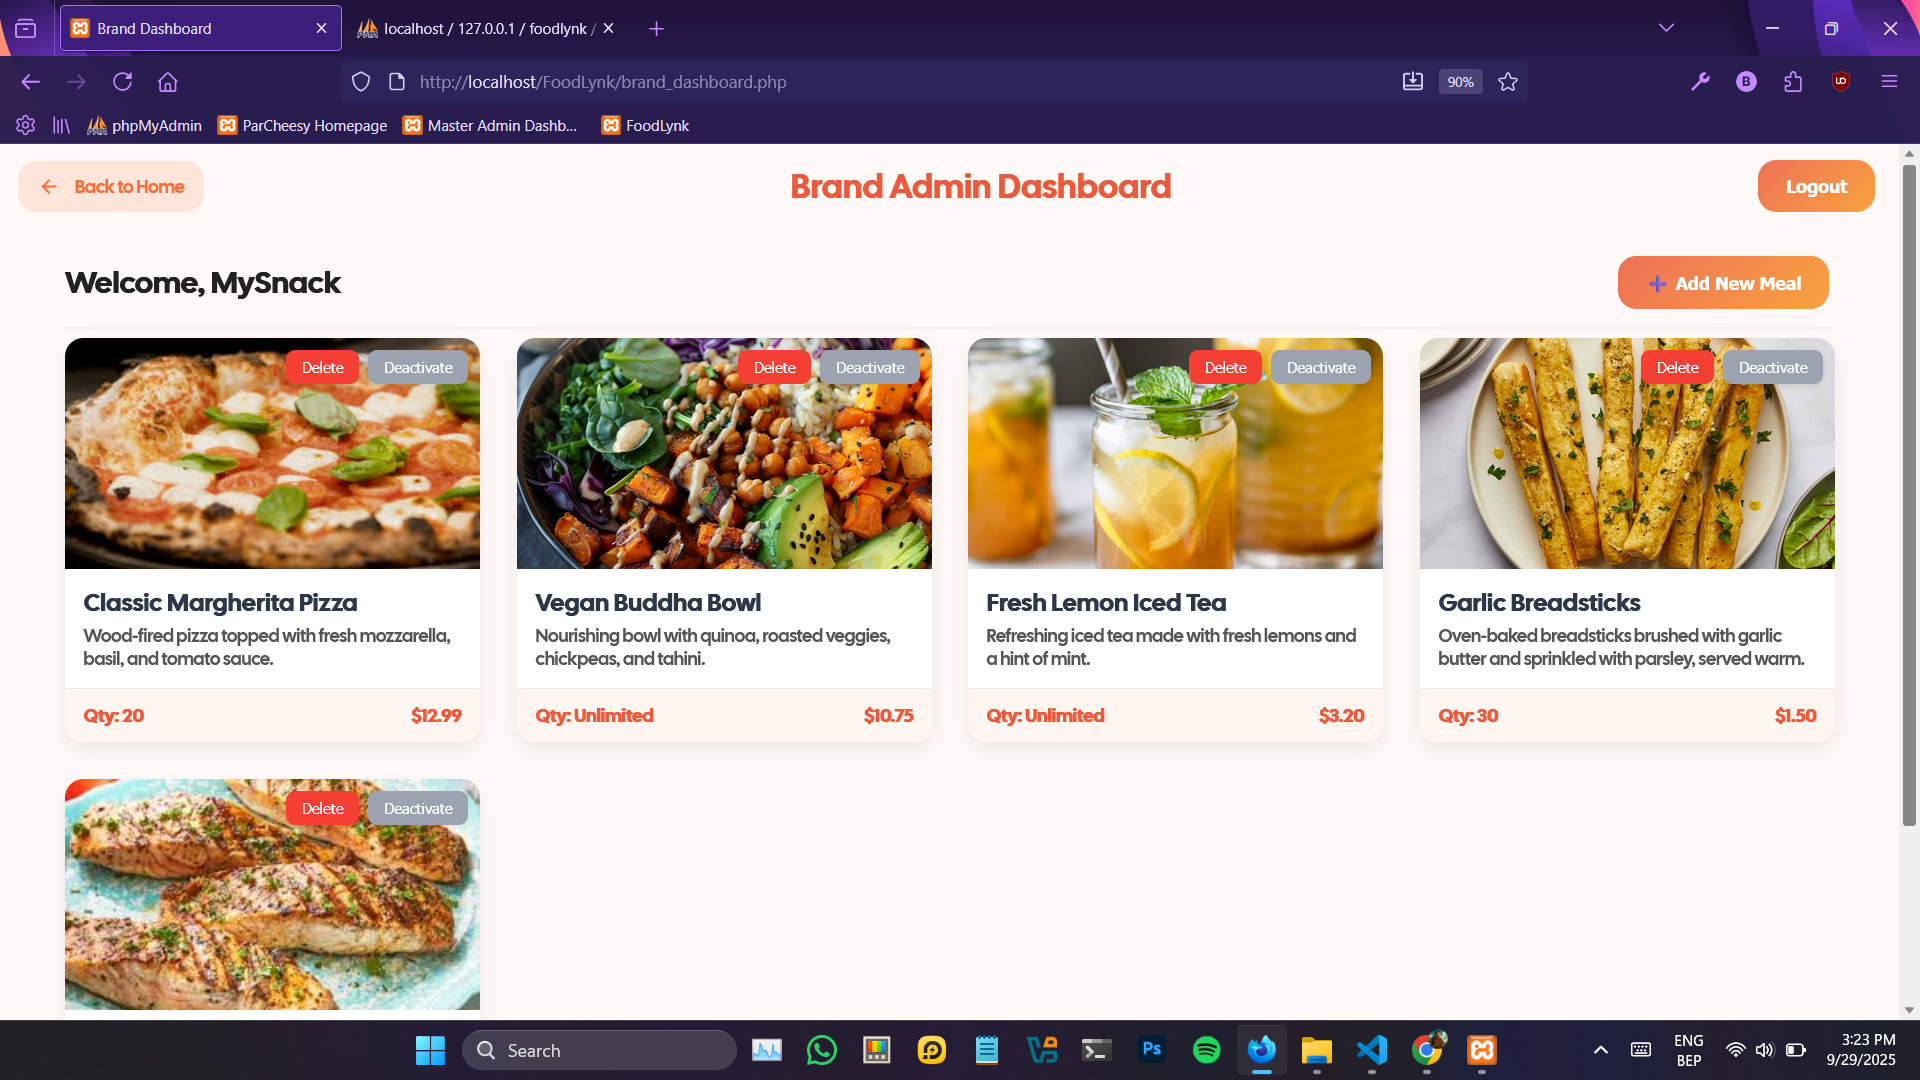 Brand Dashboard
localhost / 127.0.0.1 / foodlynk /
http://localhost/FoodLynk/brand_dashboard.php
90%
B
phpMyAdmin
ParCheesy Homepage
Master Admin Dashb...
FoodLynk
Back to Home
Brand Admin Dashboard
Logout
Welcome, MySnack
Add New Meal
Delete
Deactivate
Delete
Deactivate
Delete
Deactivate
Delete
Deactivate
Classic Margherita Pizza
Wood-fired pizza topped with fresh mozzarella,
basil, and tomato sauce.
Qty: 20
$12.99
Vegan Buddha Bowl
Nourishing bowl with quinoa, roasted veggies,
chickpeas, and tahini.
Qty: Unlimited
$10.75
Fresh Lemon Iced Tea
Refreshing iced tea made with fresh lemons and
a hint of mint.
Qty: Unlimited
$3.20
Garlic Breadsticks
Oven-baked breadsticks brushed with garlic
butter and sprinkled with parsley, served warm.
Qty: 30
$1.50
Delete
Deactivate
Search
Ps
ENG
BEP
3:23 PM
9/29/2025